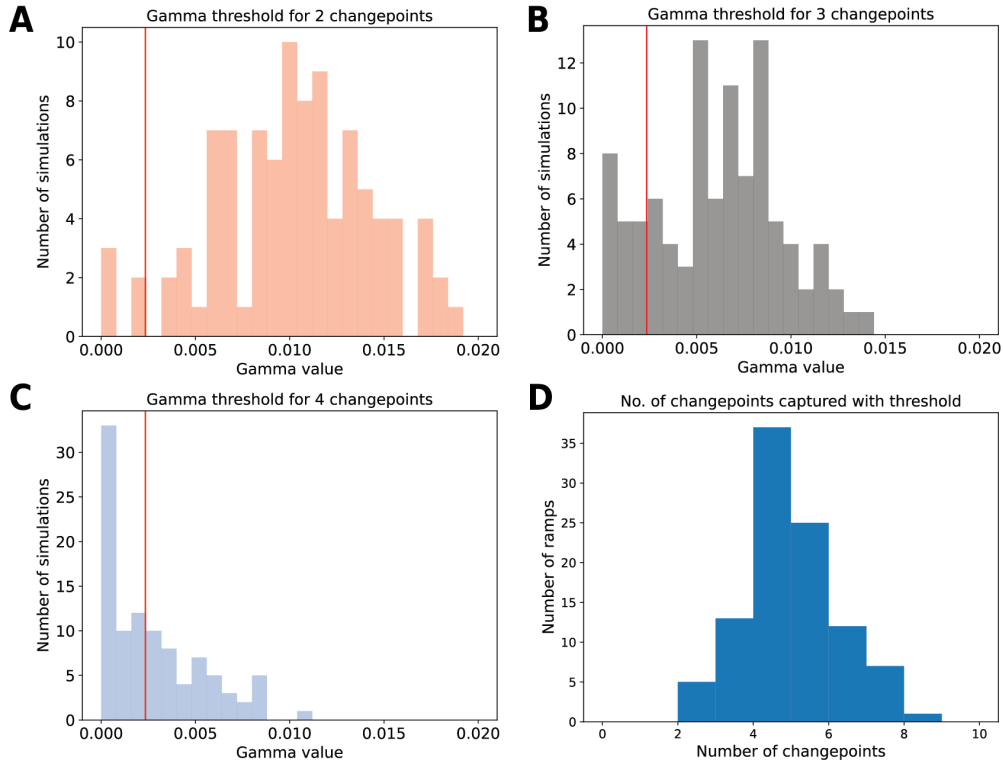 A
Gamma threshold for 2 changepoints
10
8
6
4
2
0
Number of simulations
0.000 0.005 0.010 0.015 0.020
Gamma value
B
Gamma threshold for 3 changepoints
12
10
8
6
4
2
0
Number of simulations
0.000 0.005 0.010 0.015 0.020
Gamma value
C
Gamma threshold for 4 changepoints
30
25
20
15
10
5
0
Number of simulations
0.000 0.005 0.010 0.015 0.020
Gamma value
D
No. of changepoints captured with threshold
35
30
25
20
15
10
5
0
Number of ramps
0 2 4 6 8 10
Number of changepoints